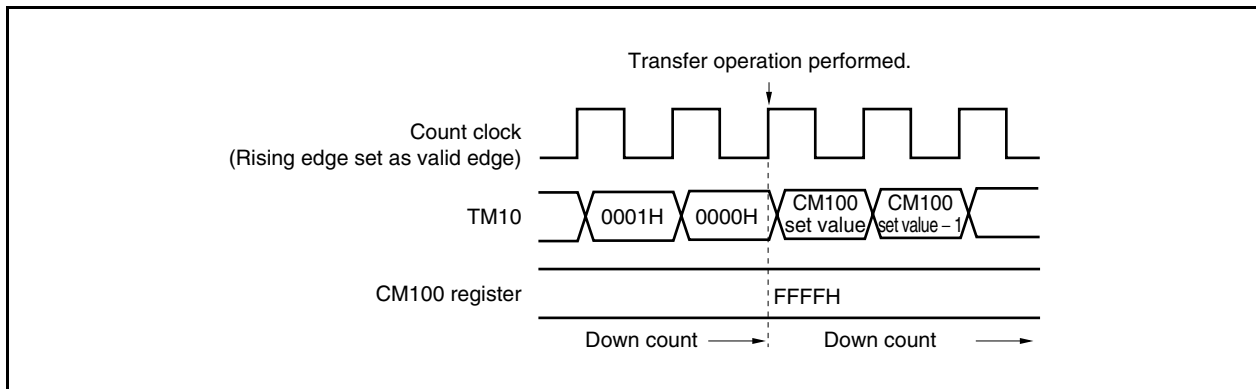 Transfer operation performed.
Count clock
(Rising edge set as valid edge)
TM10
0001H
0000H
CM100
set value
CM100
set value – 1
CM100 register
FFFFH
Down count
Down count